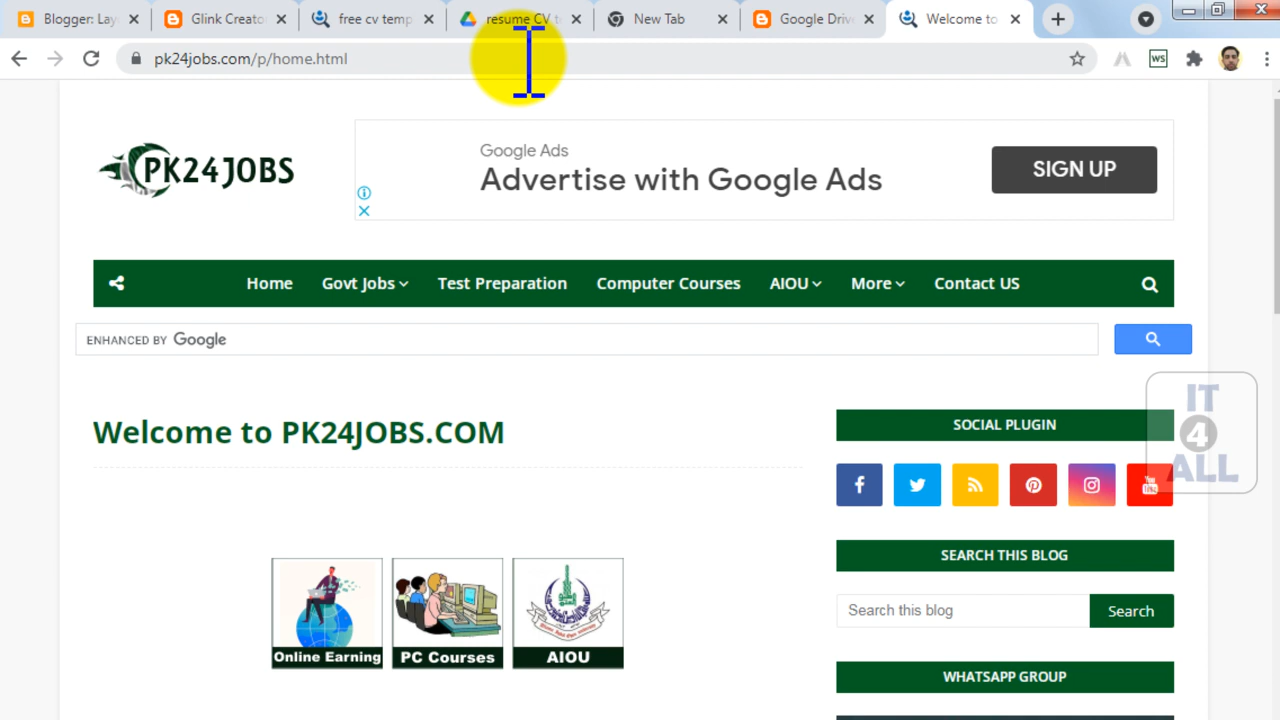 Blogger: Lay
Glink Creato
free cv temp
resume CV t
New Tab
Google Driv
Welcome to
pk24jobs.com/p/home.html
WS
PK24JOBS
Google Ads
Advertise with Google Ads
SIGN UP
Home
Govt Jobs
Test Preparation
Computer Courses
AIOU
More
Contact US
ENHANCED BY Google
IT
4
ALL
Welcome to PK24JOBS.COM
SOCIAL PLUGIN
You
SEARCH THIS BLOG
Search this blog
Search
Online Earning
PC Courses
AIOU
WHATSAPP GROUP